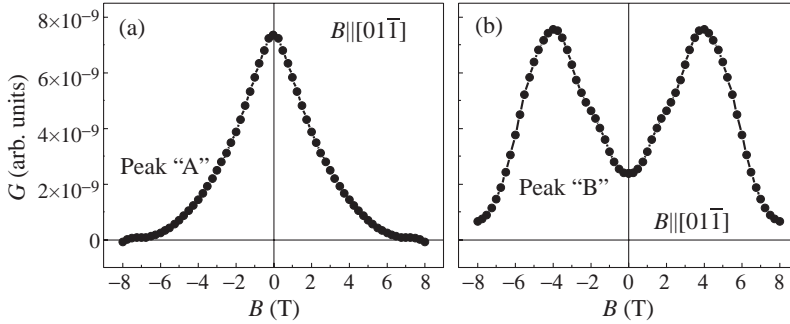 (a)
B||[011̅]
Peak “A”
G (arb. units)
8×10−9
6×10−9
4×10−9
2×10−9
0
−8 −6 −4 −2 0 2 4 6 8
B (T)
(b)
Peak “B”
B||[011̅]
−8 −6 −4 −2 0 2 4 6 8
B (T)